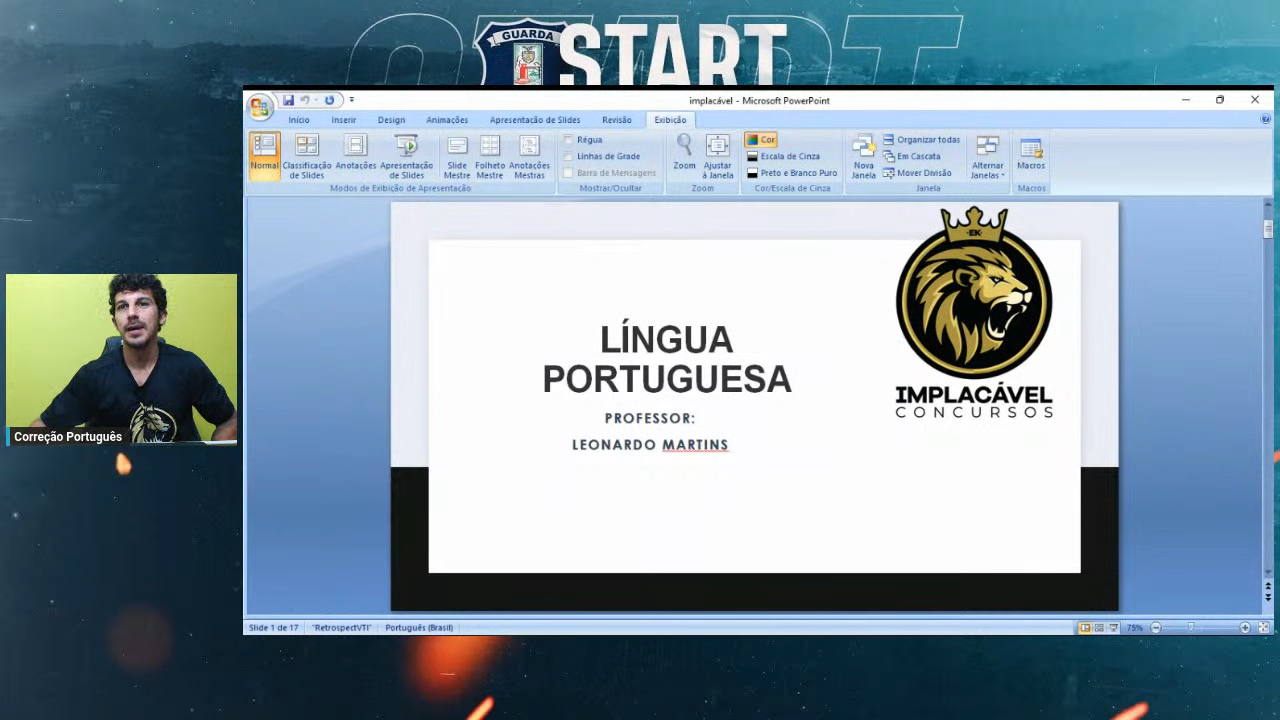 GUARDA
START
implacável - Microsoft PowerPoint
Início Inserir Design Animações Apresentação de Slides Revisão Exibição
Normal
Classificação de Slides
Anotações
Apresentação de Slides
Modos de Exibição de Apresentação
Slide Mestre
Folheto Mestre
Anotações Mestras
Régua
Linhas de Grade
Barra de Mensagens
Mostrar/Ocultar
Zoom
Ajustar à Janela
Zoom
Cor
Escala de Cinza
Preto e Branco Puro
Cor/Escala de Cinza
Nova Janela
Organizar todas
Em Cascata
Mover Divisão
Janela
Alternar Janelas
Macros
Macros
EK
LÍNGUA
PORTUGUESA
PROFESSOR:
LEONARDO MARTINS
IMPLACÁVEL
CONCURSOS
Correção Português
Slide 1 de 17 "RetrospectVTI" Português (Brasil) 75%